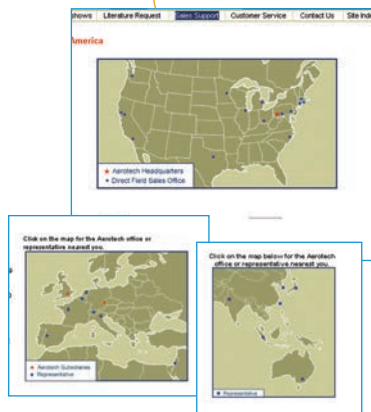 shows Literature Request Sales Support Customer Service Contact Us Site Inde
America
Aerotech Headquarters
Direct Field Sales Office
Click on the map for the Aerotech office or
representative nearest you.
Aerotech Subsidiaries
Representative
Click on the map below for the Aerotech
office or representative nearest you.
Representative